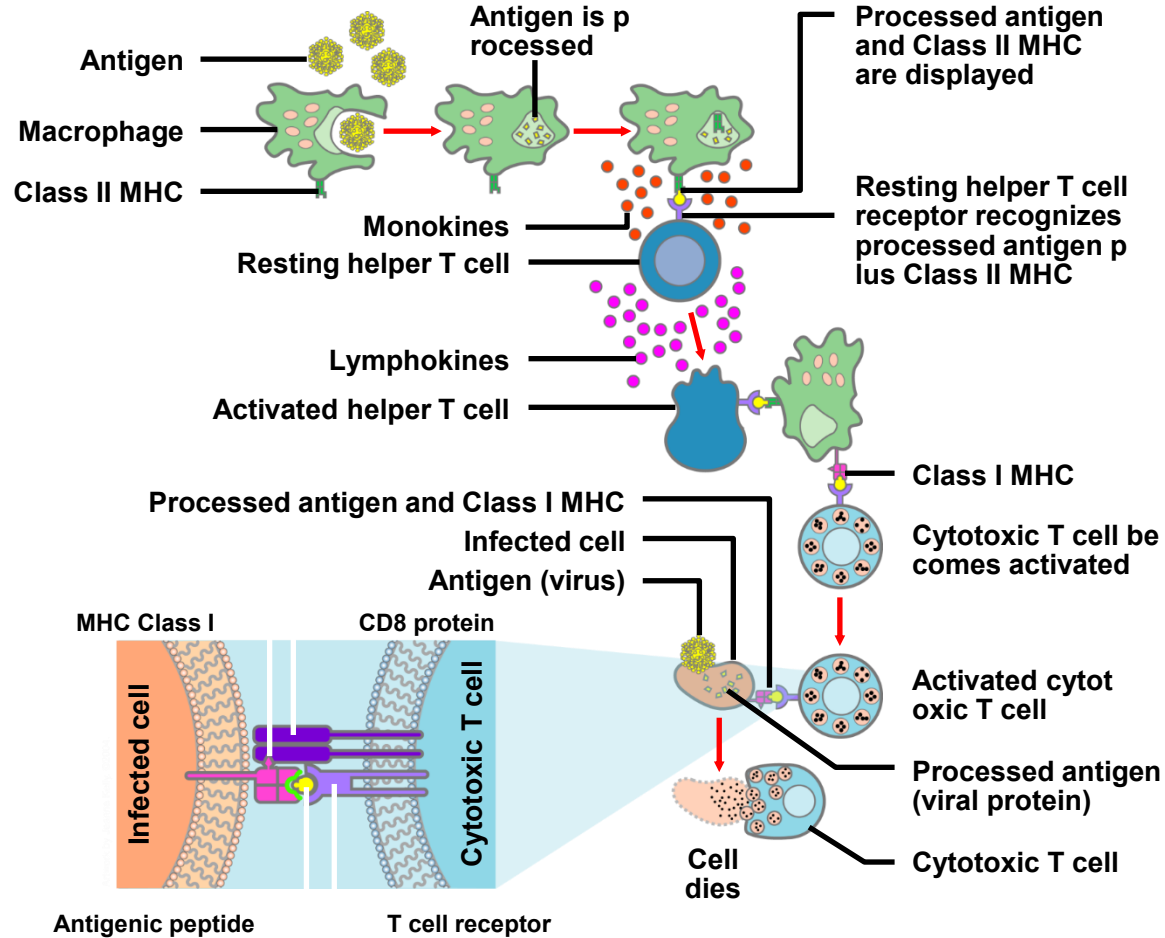 Antigen
Macrophage
Class II MHC
Antigen is p
rocessed
Processed antigen
and Class II MHC
are displayed
Resting helper T cell
receptor recognizes
processed antigen p
lus Class II MHC
Monokines
Resting helper T cell
Lymphokines
Activated helper T cell
Class I MHC
Cytotoxic T cell be
comes activated
Processed antigen and Class I MHC
Infected cell
Antigen (virus)
Activated cytot
oxic T cell
Processed antigen
(viral protein)
Cytotoxic T cell
Cell
dies
MHC Class I
CD8 protein
Infected cell
Cytotoxic T cell
Antigenic peptide
T cell receptor